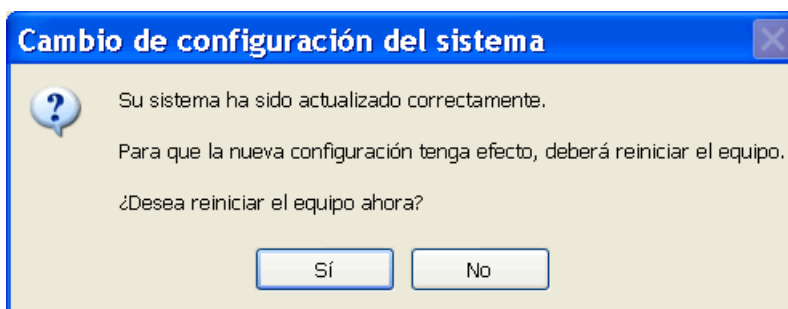 Cambio de configuración del sistema
Su sistema ha sido actualizado correctamente.
Para que la nueva configuración tenga efecto, deberá reiniciar el equipo.
¿Desea reiniciar el equipo ahora?
Sí
No